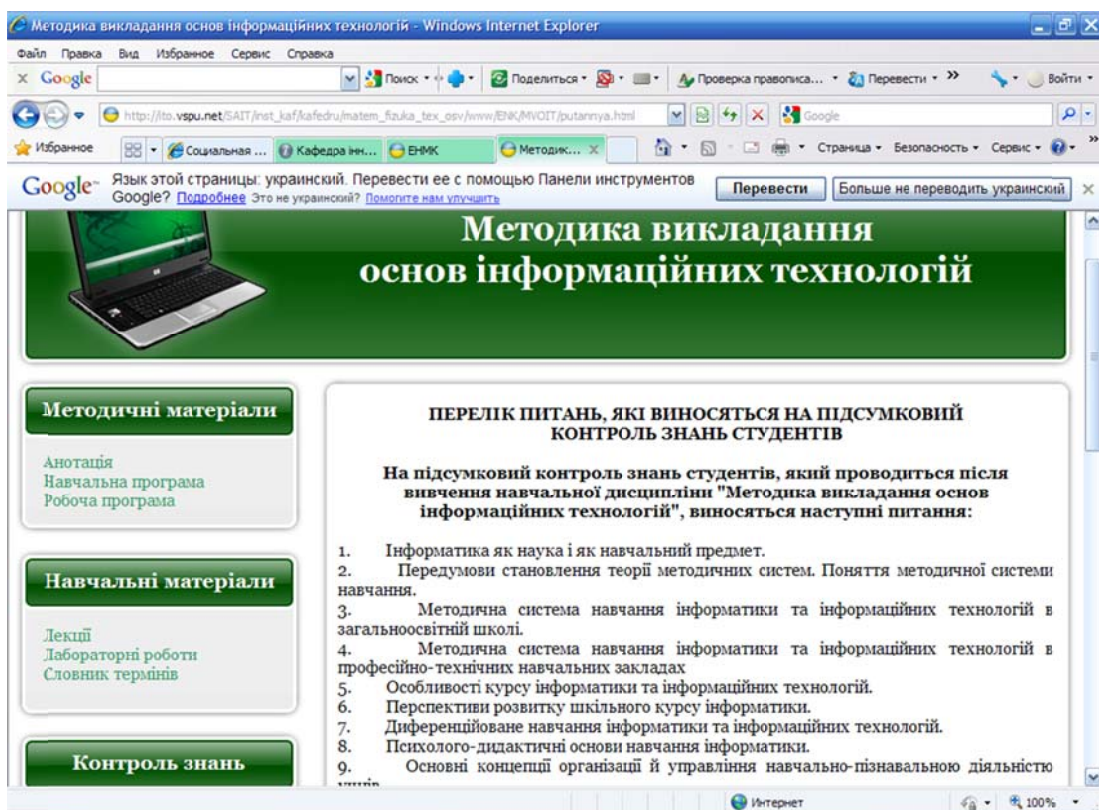 Методика викладання основ інформаційних технологій - Windows Internet Explorer
Файл Правка Вид Избранное Сервис Справка
x Google Поиск Поделиться Проверка правописа... Перевести » Войти
http://ito.vspu.net/SAIT/inst_kaf/kafedru/matem_fizuka_tex_osv/www/ENK/MVOIT/putannya.html Google
Избранное Социальная ... Кафедра інн... ЕНМК Методик... x Страница Безопасность Сервис »
Google Язык этой страницы: украинский. Перевести ее с помощью Панели инструментов
Google? Подробнее Это не украинский? Помогите нам улучшить
Перевести Больше не переводить украинский
Методика викладання
основ інформаційних технологій
Методичні матеріали
Анотація
Навчальна програма
Робоча програма
Навчальні матеріали
Лекції
Лабораторні роботи
Словник термінів
Контроль знань
ПЕРЕЛІК ПИТАНЬ, ЯКІ ВИНОСЯТЬСЯ НА ПІДСУМКОВИЙ
КОНТРОЛЬ ЗНАНЬ СТУДЕНТІВ
На підсумковий контроль знань студентів, який проводиться після
вивчення навчальної дисципліни "Методика викладання основ
інформаційних технологій", виносяться наступні питання:
1. Інформатика як наука і як навчальний предмет.
2. Передумови становлення теорії методичних систем. Поняття методичної системи
навчання.
3. Методична система навчання інформатики та інформаційних технологій в
загальноосвітній школі.
4. Методична система навчання інформатики та інформаційних технологій в
професійно-технічних навчальних закладах
5. Особливості курсу інформатики та інформаційних технологій.
6. Перспективи розвитку шкільного курсу інформатики.
7. Диференційоване навчання інформатики та інформаційних технологій.
8. Психолого-дидактичні основи навчання інформатики.
9. Основні концепції організації й управління навчально-пізнавальною діяльністю
Интернет 100%